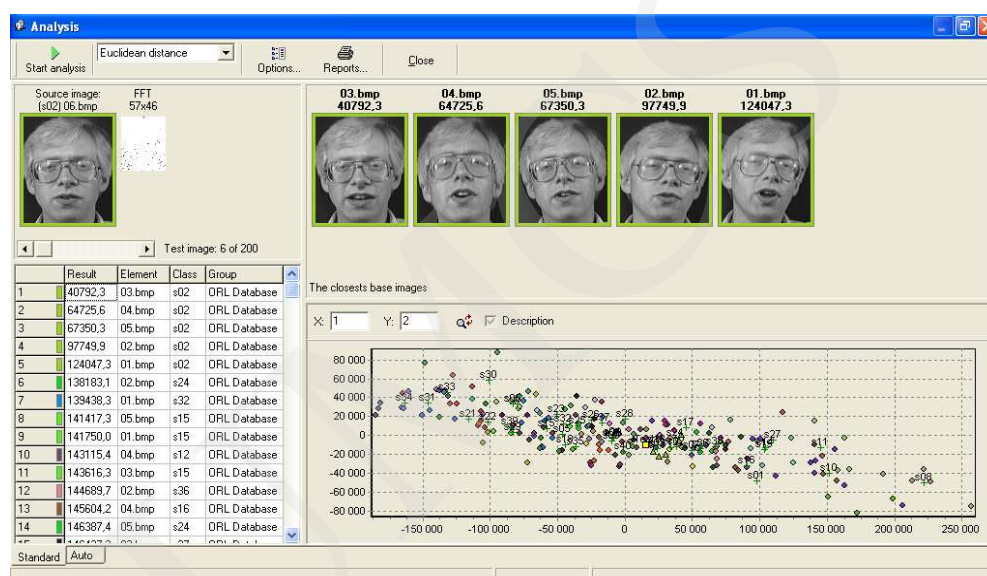 Analysis
Start analysis Euclidean distance Options... Reports... Close
Source image: FFT
(s02) 06.bmp 57x46
03.bmp 04.bmp 05.bmp 02.bmp 01.bmp
40792,3 64725,6 67350,3 97749,9 124047,3
Test image: 6 of 200
The closests base images
Result Element Class Group
1 40792,3 03.bmp s02 ORL Database
2 64725,6 04.bmp s02 ORL Database
3 67350,3 05.bmp s02 ORL Database
4 97749,9 02.bmp s02 ORL Database
5 124047,3 01.bmp s02 ORL Database
6 138183,1 02.bmp s24 ORL Database
7 139438,3 01.bmp s32 ORL Database
8 141417,3 05.bmp s15 ORL Database
9 141750,0 01.bmp s15 ORL Database
10 143115,4 04.bmp s12 ORL Database
11 143616,3 03.bmp s15 ORL Database
12 144689,7 02.bmp s36 ORL Database
13 145604,2 04.bmp s16 ORL Database
14 146387,4 05.bmp s24 ORL Database
X: 1 Y: 2 Description
80 000
60 000
40 000
20 000
0
-20 000
-40 000
-60 000
-80 000
s30
s33
s34 s31
s21
s28
s17
s27
s11
s10
s01
s08
-150 000 -100 000 -50 000 0 50 000 100 000 150 000 200 000 250 000
Standard Auto
UMCS